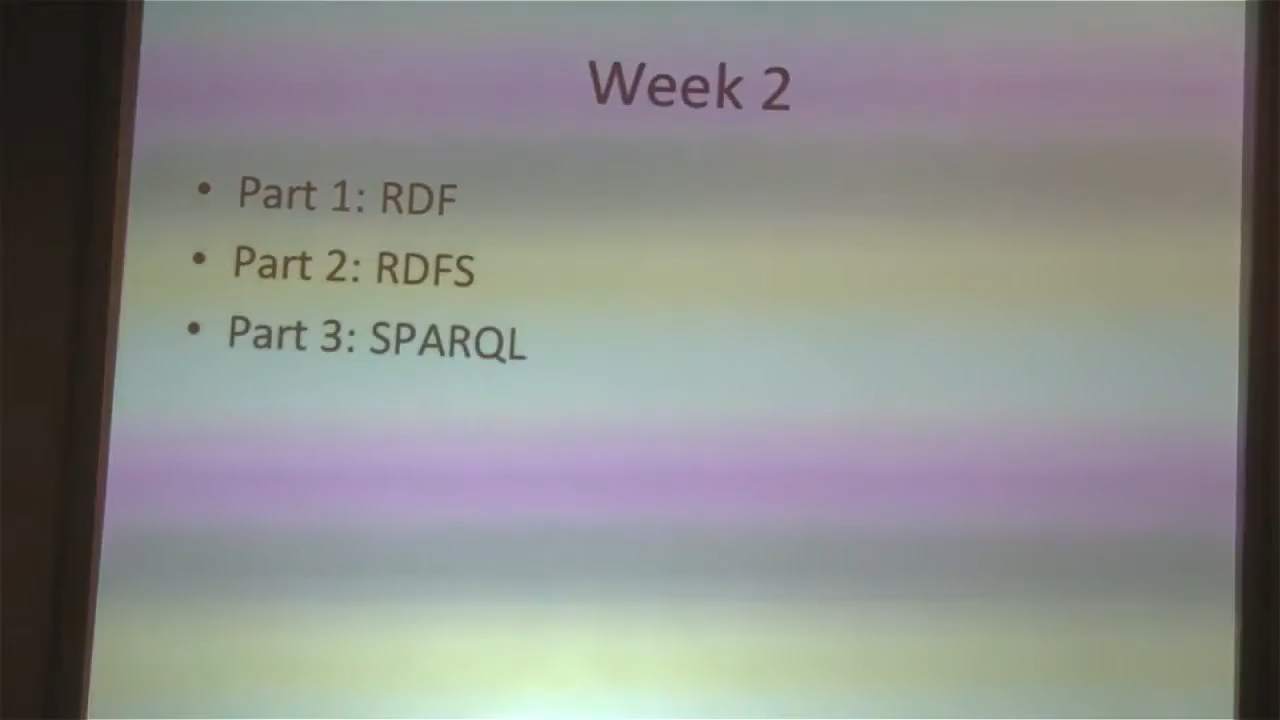 Week 2
• Part 1: RDF
• Part 2: RDFS
• Part 3: SPARQL